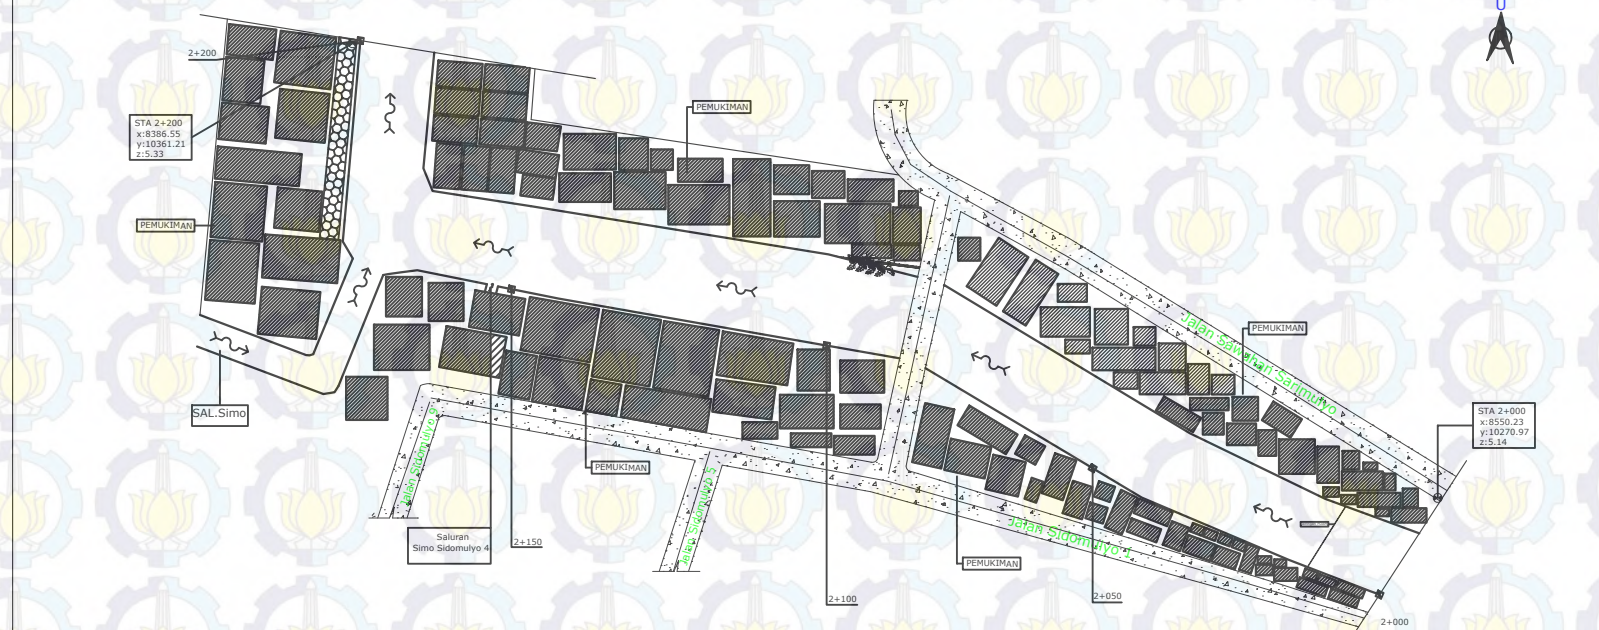 U
2+200
STA 2+200
x:8386.55
y:10361.21
z:5.33
PEMUKIMAN
PEMUKIMAN
PEMUKIMAN
Jalan Sawahan Sarimulyo
STA 2+000
x:8550.23
y:10270.97
z:5.14
SAL.Simo
Jalan Sidomulyo 9
PEMUKIMAN
Jalan Sidomulyo 5
Saluran
Simo Sidomulyo 4
2+150
Jalan Sidomulyo 1
PEMUKIMAN
2+100
2+050
2+000